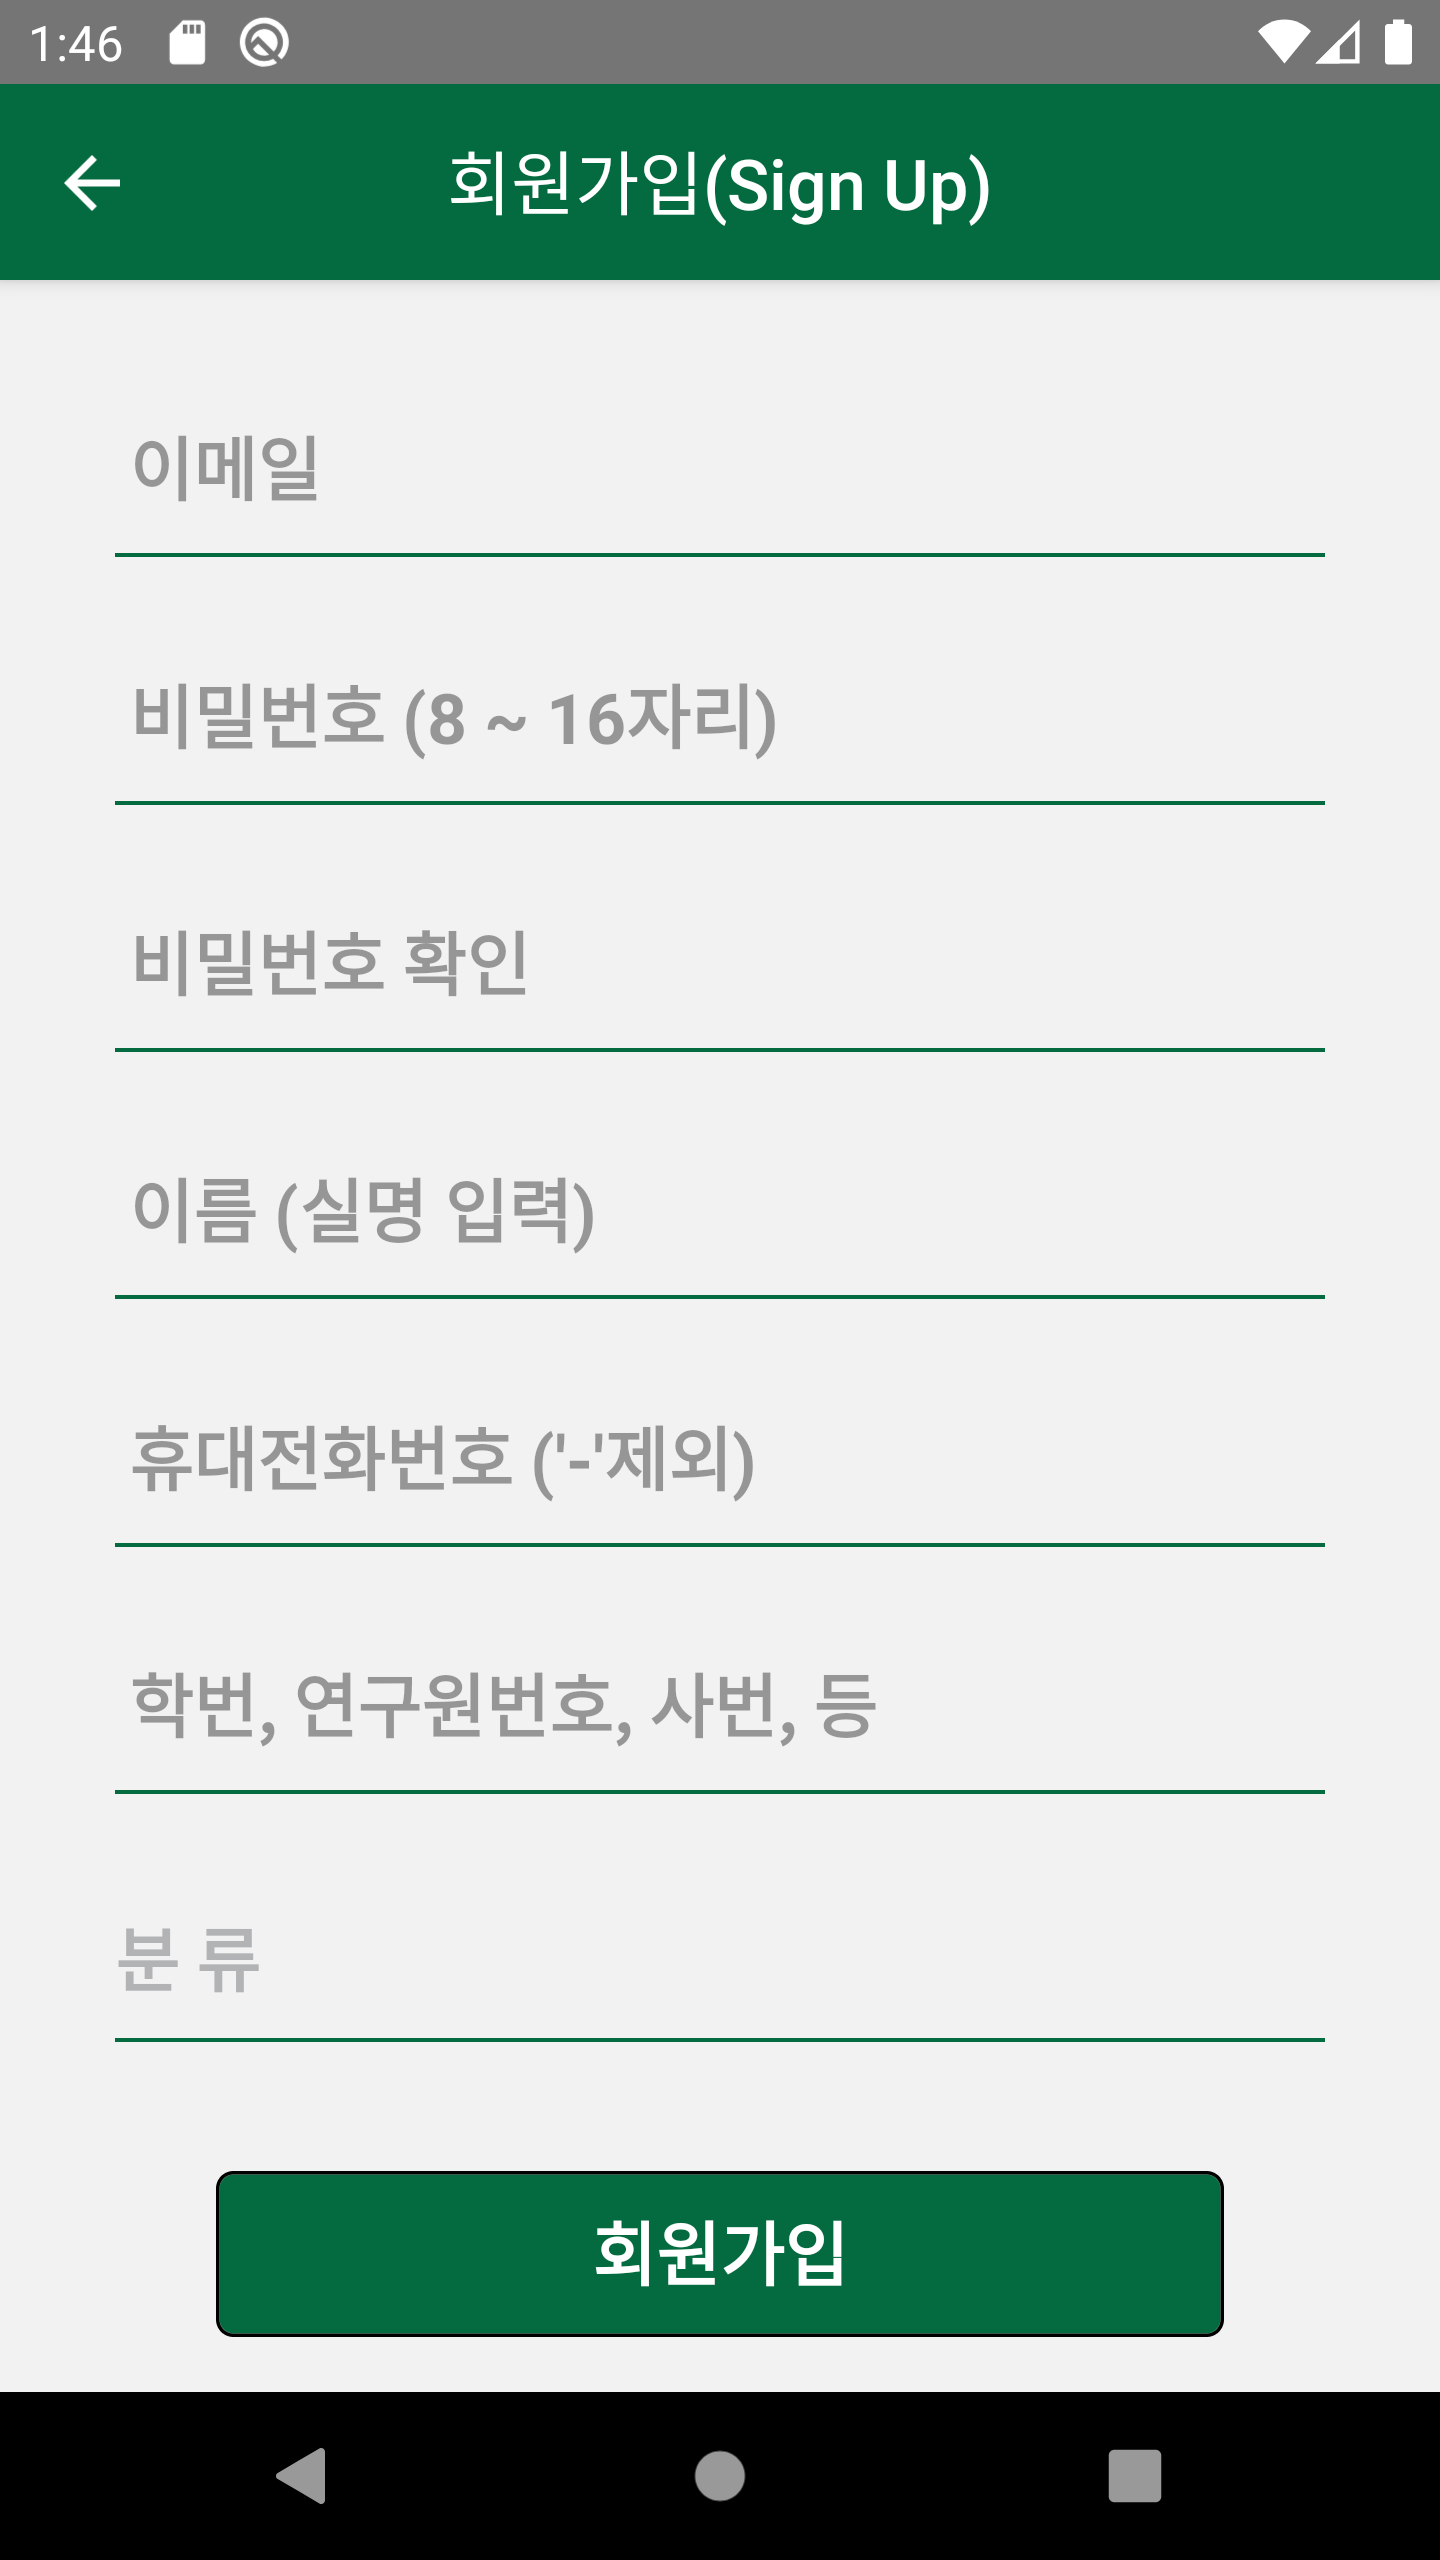 1:46
회원가입(Sign Up)
이메일
비밀번호 (8 ~ 16자리)
비밀번호 확인
이름 (실명 입력)
휴대전화번호 ('-'제외)
학번, 연구원번호, 사번, 등
분 류
회원가입